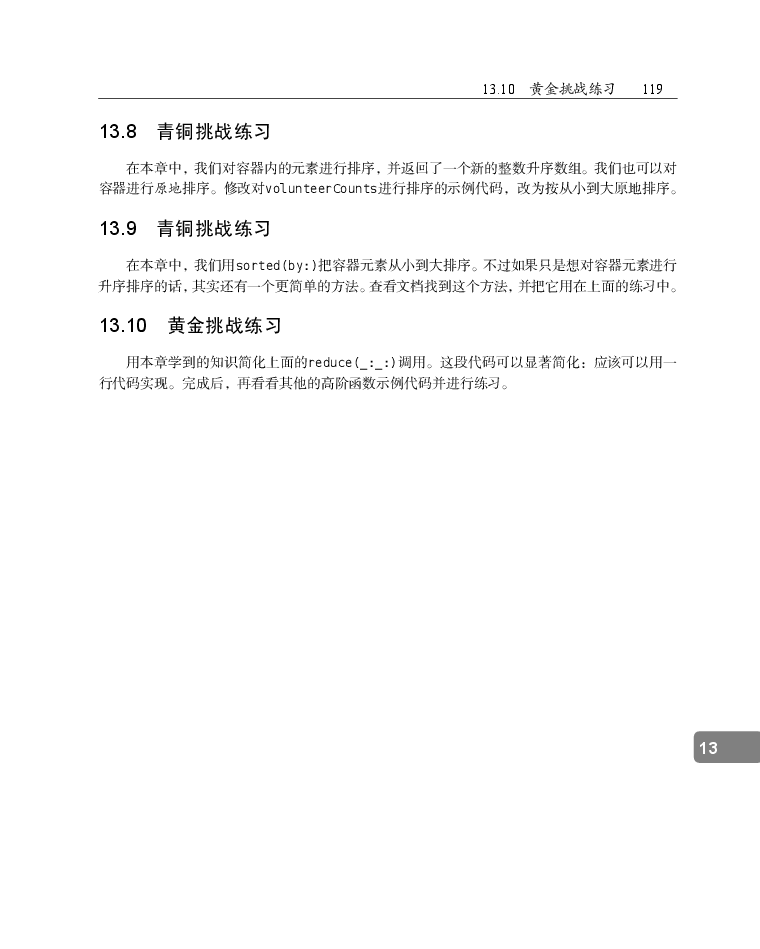 13.10 黄金挑战练习 119
13.8 青铜挑战练习
在本章中，我们对容器内的元素进行排序，并返回了一个新的整数升序数组。我们也可以对
容器进行原地排序。修改对volunteerCounts进行排序的示例代码，改为按从小到大原地排序。
13.9 青铜挑战练习
在本章中，我们用sorted(by:)把容器元素从小到大排序。不过如果只是想对容器元素进行
升序排序的话，其实还有一个更简单的方法。查看文档找到这个方法，并把它用在上面的练习中。
13.10 黄金挑战练习
用本章学到的知识简化上面的reduce(_:_:)调用。这段代码可以显著简化：应该可以用一
行代码实现。完成后，再看看其他的高阶函数示例代码并进行练习。
13